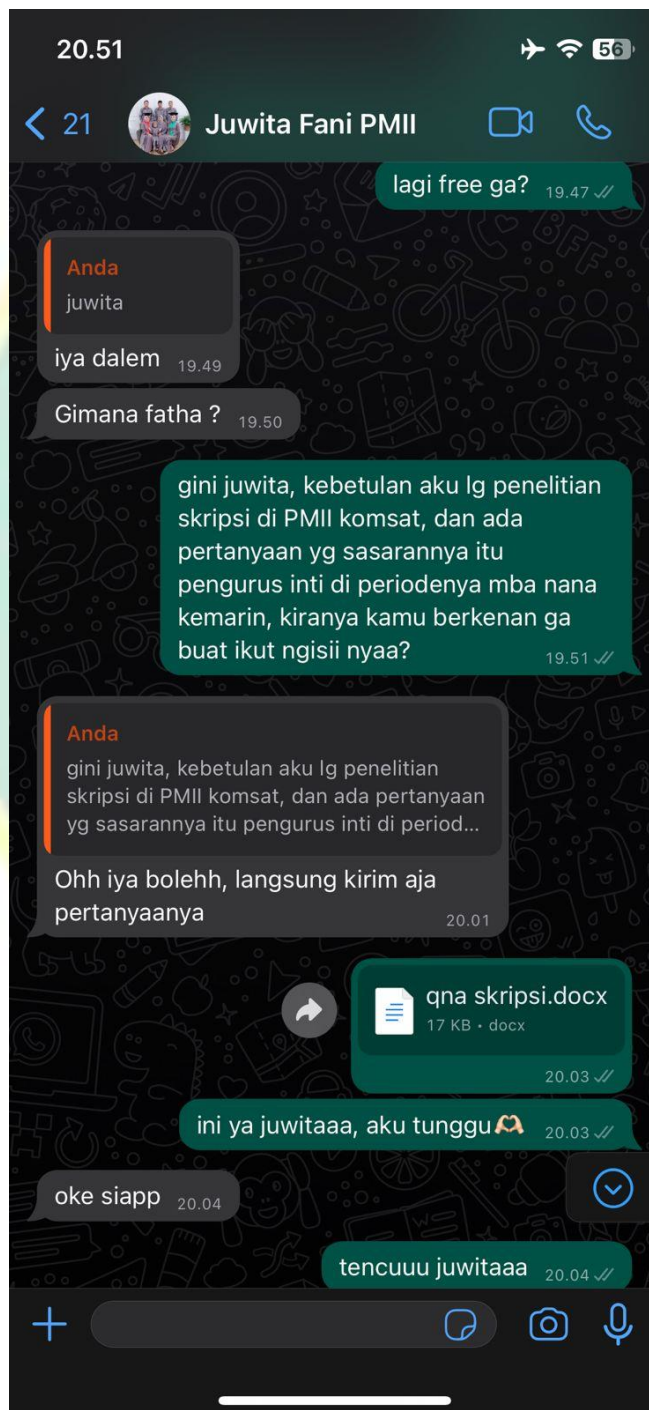 20.51
56
21
Juwita Fani PMII
lagi free ga? 19.47
Anda
juwita
iya dalem 19.49
Gimana fatha ? 19.50
gini juwita, kebetulan aku lg penelitian
skripsi di PMII komsat, dan ada
pertanyaan yg sasarannya itu
pengurus inti di periodenya mba nana
kemarin, kiranya kamu berkenan ga
buat ikut ngisii nyaa? 19.51
Anda
gini juwita, kebetulan aku lg penelitian
skripsi di PMII komsat, dan ada pertanyaan
yg sasarannya itu pengurus inti di period...
Ohh iya bolehh, langsung kirim aja
pertanyaanya 20.01
qna skripsi.docx
17 KB • docx
20.03
ini ya juwitaaa, aku tunggu🫶🏼 20.03
oke siapp 20.04
tencuuu juwitaaa 20.04